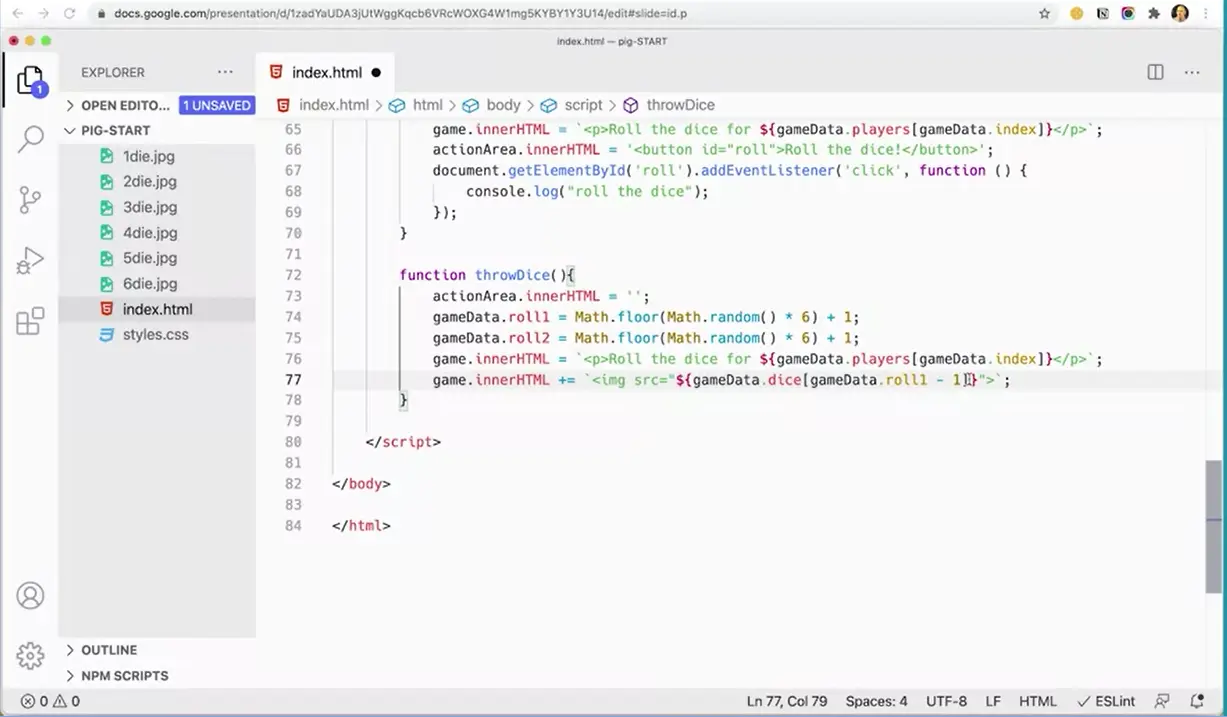 docs.google.com/presentation/d/1zadYaUDA3jUtWggKqcb6VRcWOXG4W1mg5KYBY1Y3U14/edit#slide=id.p
index.html — pig-START
1
EXPLORER
index.html
OPEN EDITO...
1 UNSAVED
index.html > html > body > script > throwDice
PIG-START
1die.jpg
2die.jpg
3die.jpg
4die.jpg
5die.jpg
6die.jpg
index.html
styles.css
65 game.innerHTML = `<p>Roll the dice for ${gameData.players[gameData.index]}</p>`;
66 actionArea.innerHTML = '<button id="roll">Roll the dice!</button>';
67 document.getElementById('roll').addEventListener('click', function () {
68 console.log("roll the dice");
69 });
70 }
71
72 function throwDice(){
73 actionArea.innerHTML = '';
74 gameData.roll1 = Math.floor(Math.random() * 6) + 1;
75 gameData.roll2 = Math.floor(Math.random() * 6) + 1;
76 game.innerHTML = `<p>Roll the dice for ${gameData.players[gameData.index]}</p>`;
77 game.innerHTML += `<img src="${gameData.dice[gameData.roll1 - 1]}">`;
78 }
79
80 </script>
81
82 </body>
83
84 </html>
OUTLINE
NPM SCRIPTS
0 0
Ln 77, Col 79 Spaces: 4 UTF-8 LF HTML ESLint